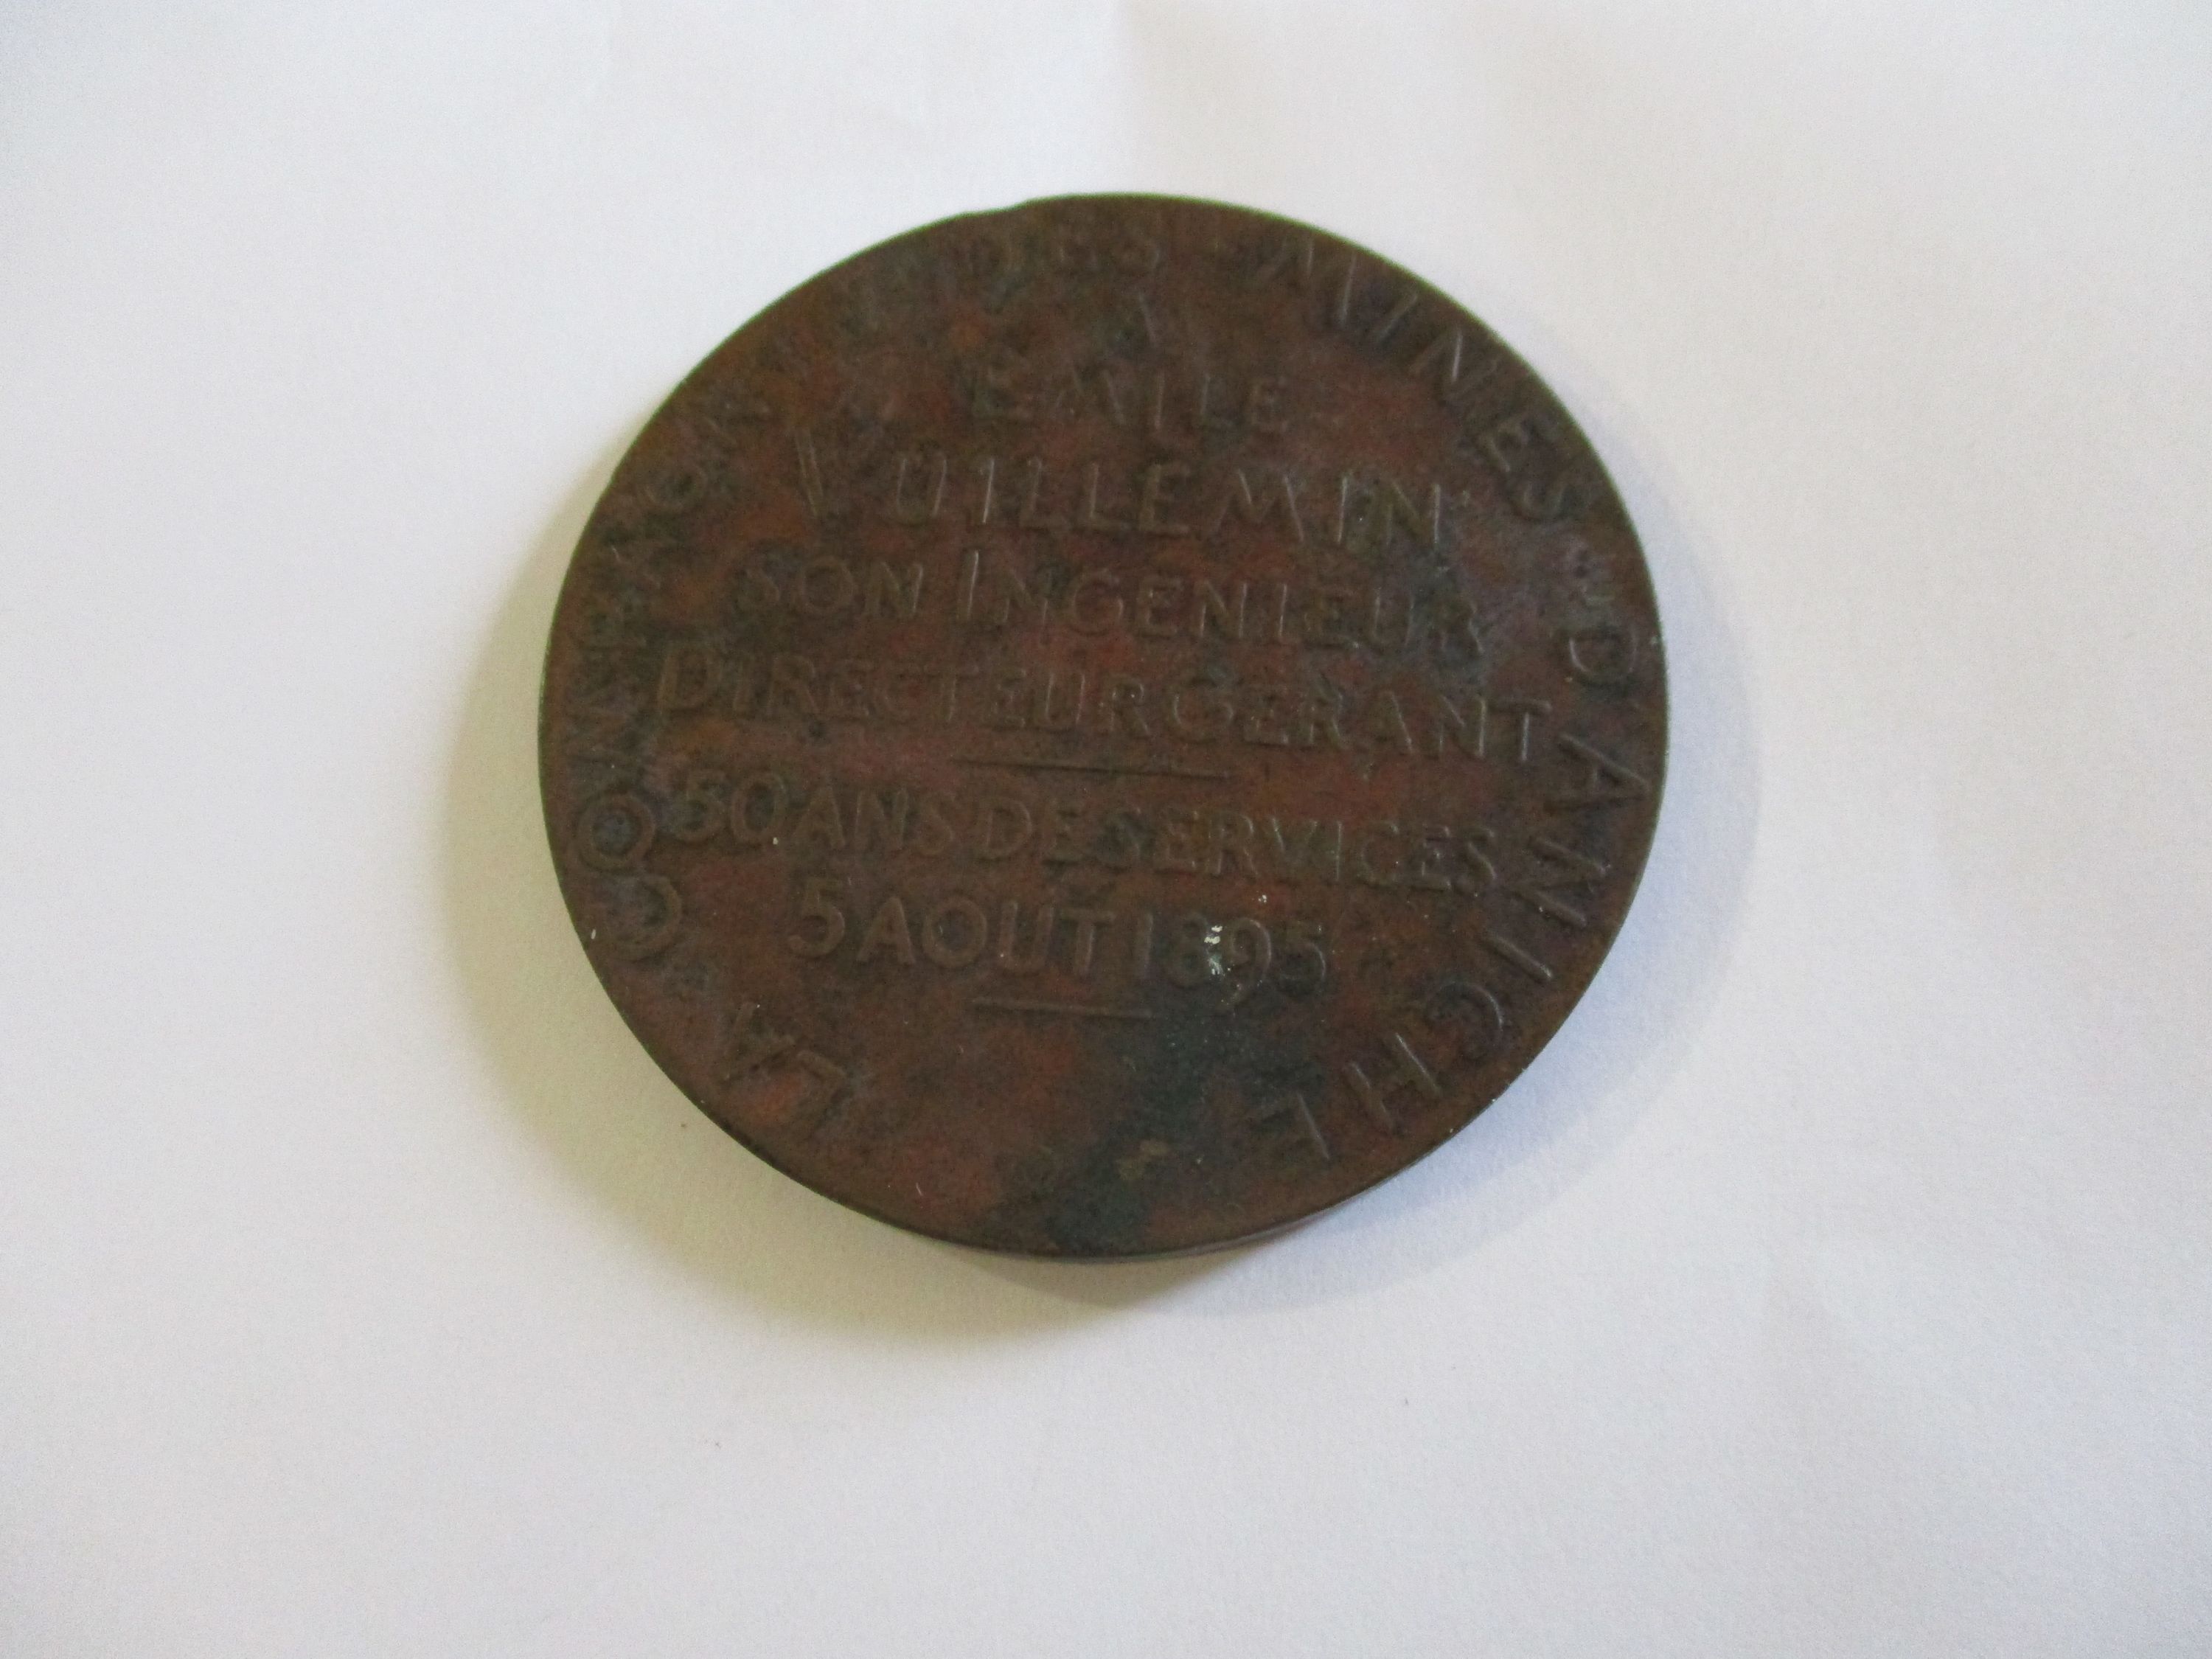 LA COMPAGNIE DES MINES D'ANICHE
A
EMILE
VUILLEMIN
SON INGENIEUR
DIRECTEUR GERANT
50 ANS DE SERVICES
5 AOUT 1895